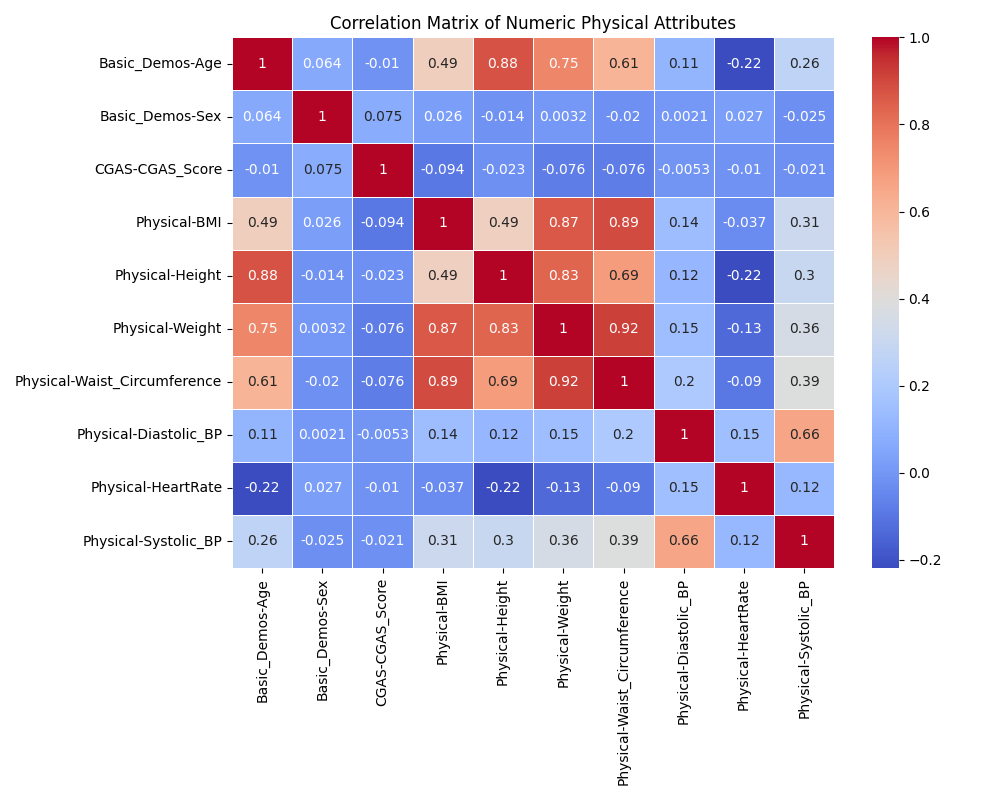 Correlation Matrix of Numeric Physical Attributes
Basic_Demos-Age 1 0.064 -0.01 0.49 0.88 0.75 0.61 0.11 -0.22 0.26
Basic_Demos-Sex 0.064 1 0.075 0.026 -0.014 0.0032 -0.02 0.0021 0.027 -0.025
CGAS-CGAS_Score -0.01 0.075 1 -0.094 -0.023 -0.076 -0.076 -0.0053 -0.01 -0.021
Physical-BMI 0.49 0.026 -0.094 1 0.49 0.87 0.89 0.14 -0.037 0.31
Physical-Height 0.88 -0.014 -0.023 0.49 1 0.83 0.69 0.12 -0.22 0.3
Physical-Weight 0.75 0.0032 -0.076 0.87 0.83 1 0.92 0.15 -0.13 0.36
Physical-Waist_Circumference 0.61 -0.02 -0.076 0.89 0.69 0.92 1 0.2 -0.09 0.39
Physical-Diastolic_BP 0.11 0.0021 -0.0053 0.14 0.12 0.15 0.2 1 0.15 0.66
Physical-HeartRate -0.22 0.027 -0.01 -0.037 -0.22 -0.13 -0.09 0.15 1 0.12
Physical-Systolic_BP 0.26 -0.025 -0.021 0.31 0.3 0.36 0.39 0.66 0.12 1
Basic_Demos-Age
Basic_Demos-Sex
CGAS-CGAS_Score
Physical-BMI
Physical-Height
Physical-Weight
Physical-Waist_Circumference
Physical-Diastolic_BP
Physical-HeartRate
Physical-Systolic_BP
1.0
0.8
0.6
0.4
0.2
0.0
−0.2